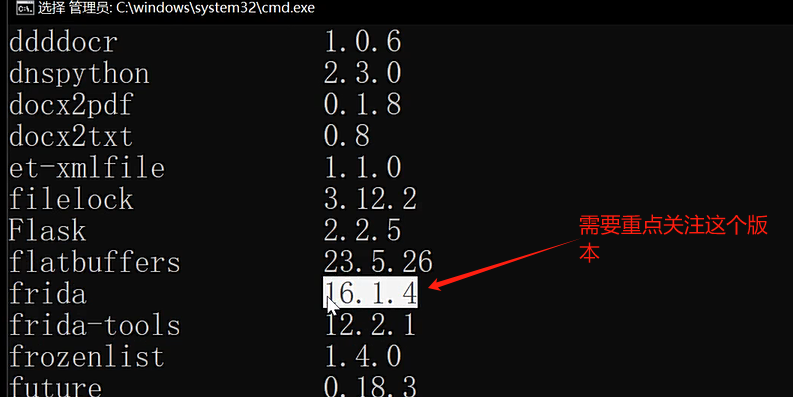 选择 管理员: C:\windows\system32\cmd.exe
ddddocr 1.0.6
dnspython 2.3.0
docx2pdf 0.1.8
docx2txt 0.8
et-xmlfile 1.1.0
filelock 3.12.2
Flask 2.2.5
flatbuffers 23.5.26
frida 16.1.4
frida-tools 12.2.1
frozenlist 1.4.0
future 0.18.3
需要重点关注这个版
本